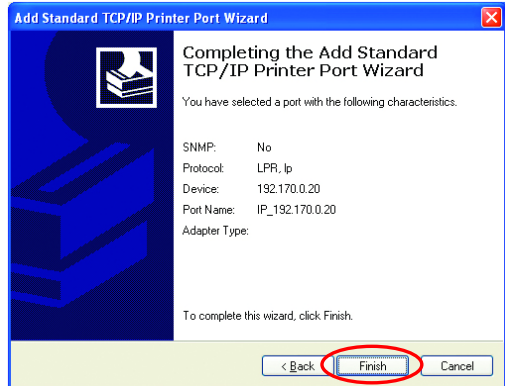 Add Standard TCP/IP Printer Port Wizard
Completing the Add Standard
TCP/IP Printer Port Wizard
You have selected a port with the following characteristics.
SNMP: No
Protocol: LPR, lp
Device: 192.170.0.20
Port Name: IP_192.170.0.20
Adapter Type:
To complete this wizard, click Finish.
< Back Finish Cancel